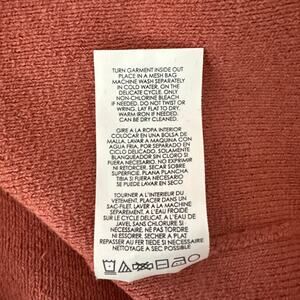 TURN GARMENT INSIDE OUT
PLACE IN A MESH BAG
MACHINE WASH SEPARATELY
IN COLD WATER, ON THE
DELICATE CYCLE. ONLY
NON-CHLORINE BLEACH
IF NEEDED. DO NOT TWIST OR
WRING. LAY FLAT TO DRY.
WARM IRON IF NEEDED.
CAN BE DRY CLEANED.
GIRE A LA ROPA INTERIOR
COLOCAR EN UNA BOLSA DE
MALLA. LAVAR A MAQUINA CON
AGUA FRIA, POR SEPARADO EN
CICLO DELICADO. SOLAMENTE
BLANQUEADOR SIN CLORO SI
FUERA NECESARIO. NO EXPRIMIR
NI RETORCER. SECAR SOBRE
SUPERFICIE. PLANA PLANCHA
TIBIA SI FUERA NECESARIO
SE PUEDE LAVAR EN SECO
TOURNER A L'INTERIEUR DU
VETEMENT. PLACER DANS UN
SAC-FILET. LAVER A LA MACHINE
SÉPARÉMENT. A L'EAU FROIDE
SUR LE CYCLE DELICAT, A L'EAU DE
JAVEL SANS CHLORURE SI
NECESSAIRE. NE PAS TORDRE
NI ESSORER. SECHER A PLAT
REPASSER AU FER TIEDE SI NECESSAIRE
NETTOYAGE A SEC POSSIBLE